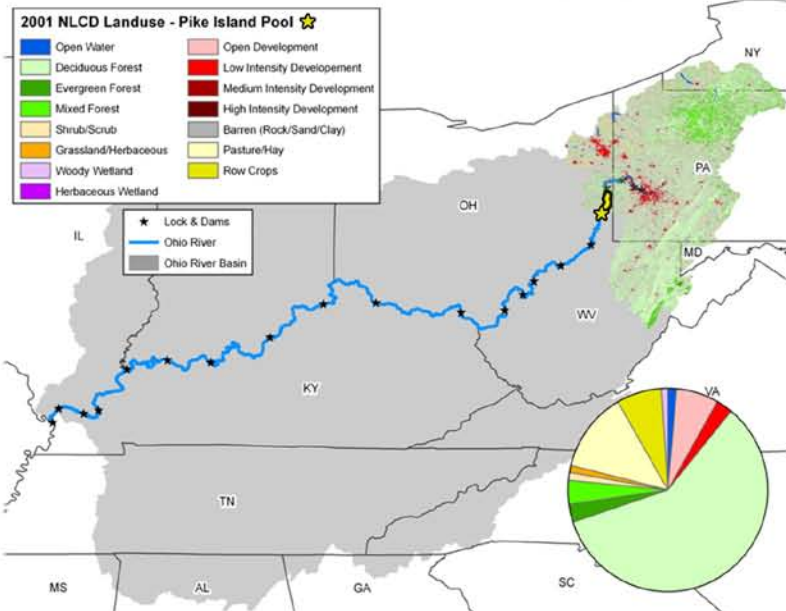 2001 NLCD Landuse - Pike Island Pool
Open Water
Deciduous Forest
Evergreen Forest
Mixed Forest
Shrub/Scrub
Grassland/Herbaceous
Woody Wetland
Herbaceous Wetland
Open Development
Low Intensity Developement
Medium Intensity Development
High Intensity Development
Barren (Rock/Sand/Clay)
Pasture/Hay
Row Crops
Lock & Dams
Ohio River
Ohio River Basin
NY
PA
OH
IL
MD
WV
KY
VA
TN
MS
AL
GA
SC